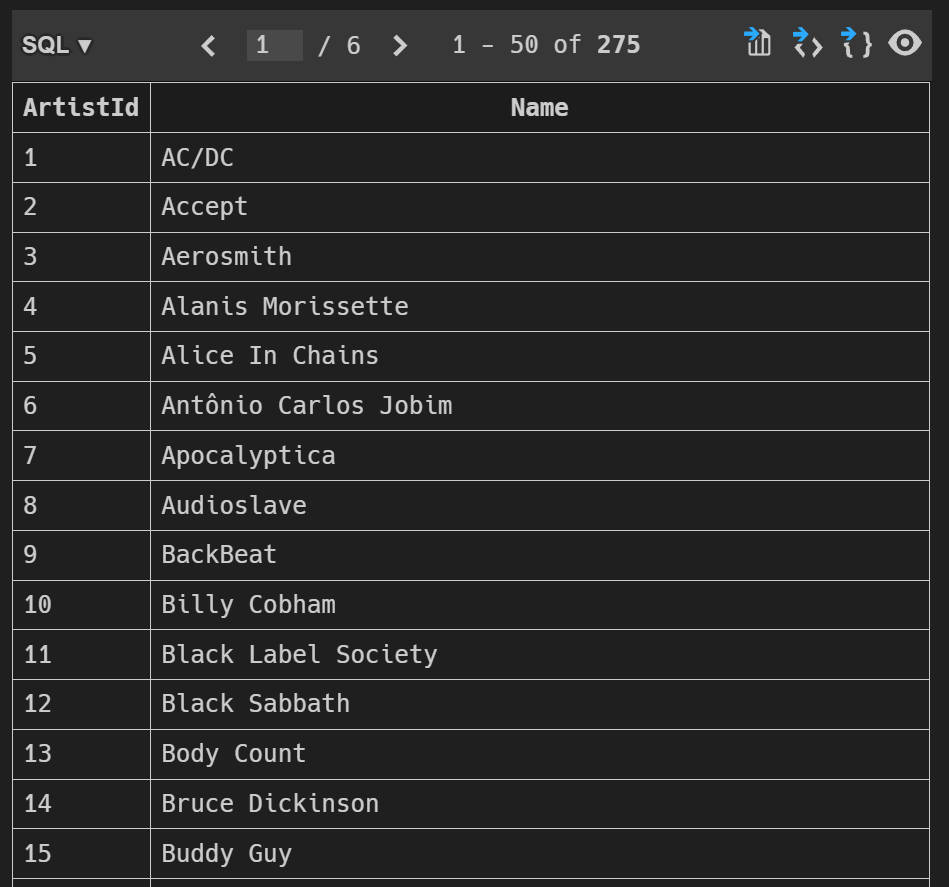 SQL ▼ 1 / 6 1 - 50 of 275
ArtistId Name
1 AC/DC
2 Accept
3 Aerosmith
4 Alanis Morissette
5 Alice In Chains
6 Antônio Carlos Jobim
7 Apocalyptica
8 Audioslave
9 BackBeat
10 Billy Cobham
11 Black Label Society
12 Black Sabbath
13 Body Count
14 Bruce Dickinson
15 Buddy Guy